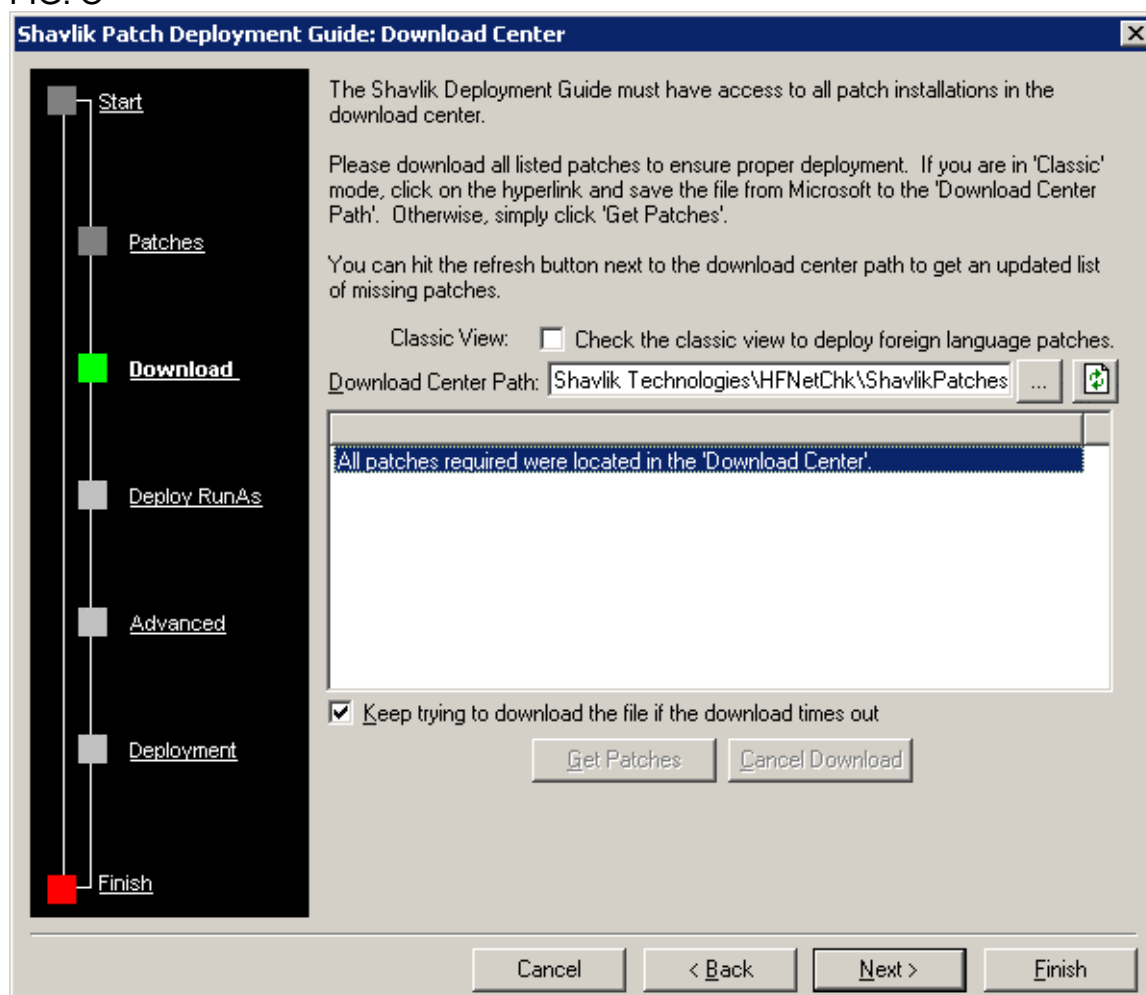 Shavlik Patch Deployment Guide: Download Center
Start
Patches
Download
Deploy RunAs
Advanced
Deployment
Finish
The Shavlik Deployment Guide must have access to all patch installations in the
download center.
Please download all listed patches to ensure proper deployment. If you are in 'Classic'
mode, click on the hyperlink and save the file from Microsoft to the 'Download Center
Path'. Otherwise, simply click 'Get Patches'.
You can hit the refresh button next to the download center path to get an updated list
of missing patches.
Classic View: Check the classic view to deploy foreign language patches.
Download Center Path: Shavlik Technologies\HFNetChk\ShavlikPatches ...
All patches required were located in the 'Download Center'.
Keep trying to download the file if the download times out
Get Patches Cancel Download
Cancel < Back Next > Finish